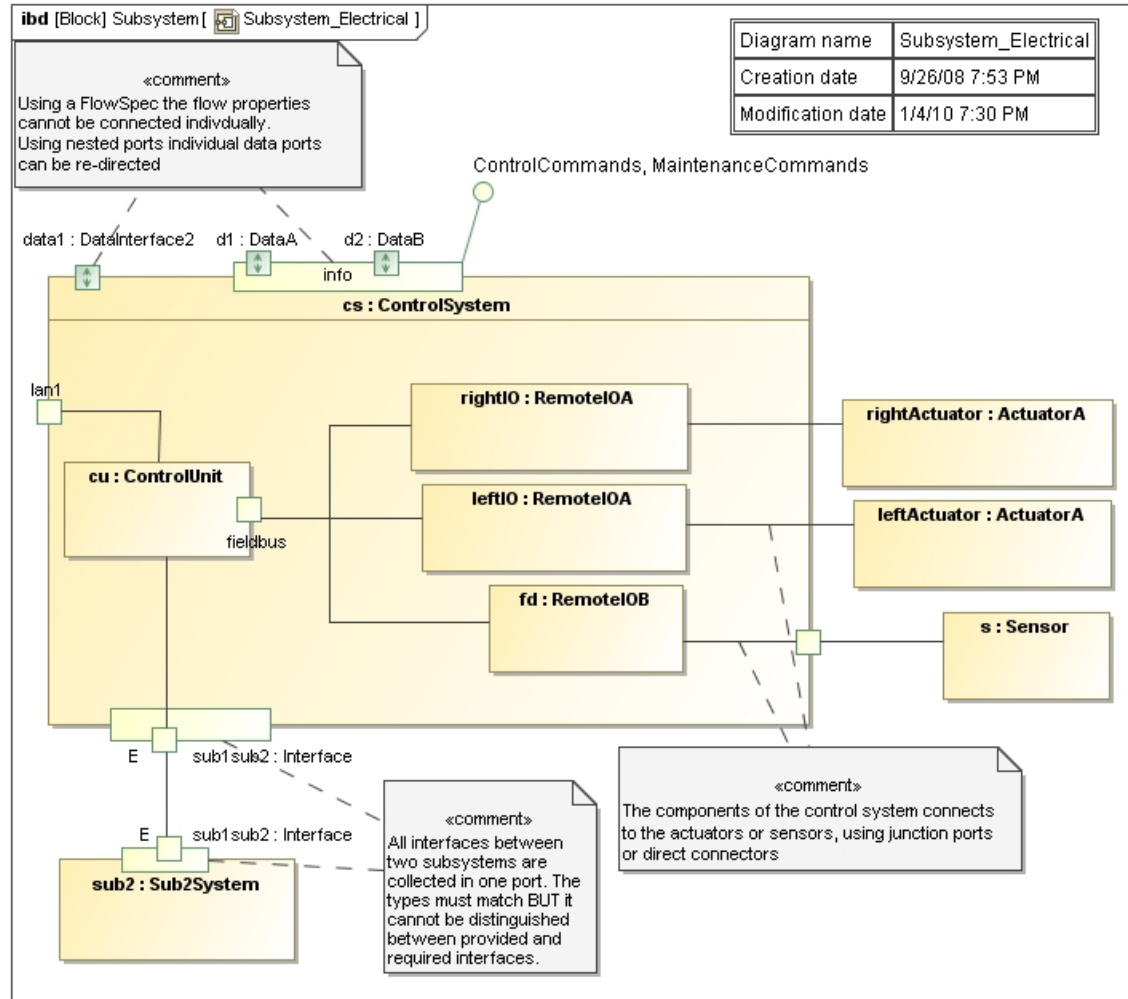 ibd [Block] Subsystem [ Subsystem_Electrical ]
Diagram name Subsystem_Electrical
Creation date 9/26/08 7:53 PM
Modification date 1/4/10 7:30 PM
«comment»
Using a FlowSpec the flow properties
cannot be connected indivdually.
Using nested ports individual data ports
can be re-directed
ControlCommands, MaintenanceCommands
data1 : DataInterface2
d1 : DataA
d2 : DataB
info
cs : ControlSystem
lan1
rightIO : RemoteIOA
rightActuator : ActuatorA
cu : ControlUnit
leftIO : RemoteIOA
leftActuator : ActuatorA
fieldbus
fd : RemoteIOB
s : Sensor
E
sub1sub2 : Interface
«comment»
The components of the control system connects
to the actuators or sensors, using junction ports
or direct connectors
E
sub1sub2 : Interface
«comment»
All interfaces between
two subsystems are
collected in one port. The
types must match BUT it
cannot be distinguished
between provided and
required interfaces.
sub2 : Sub2System